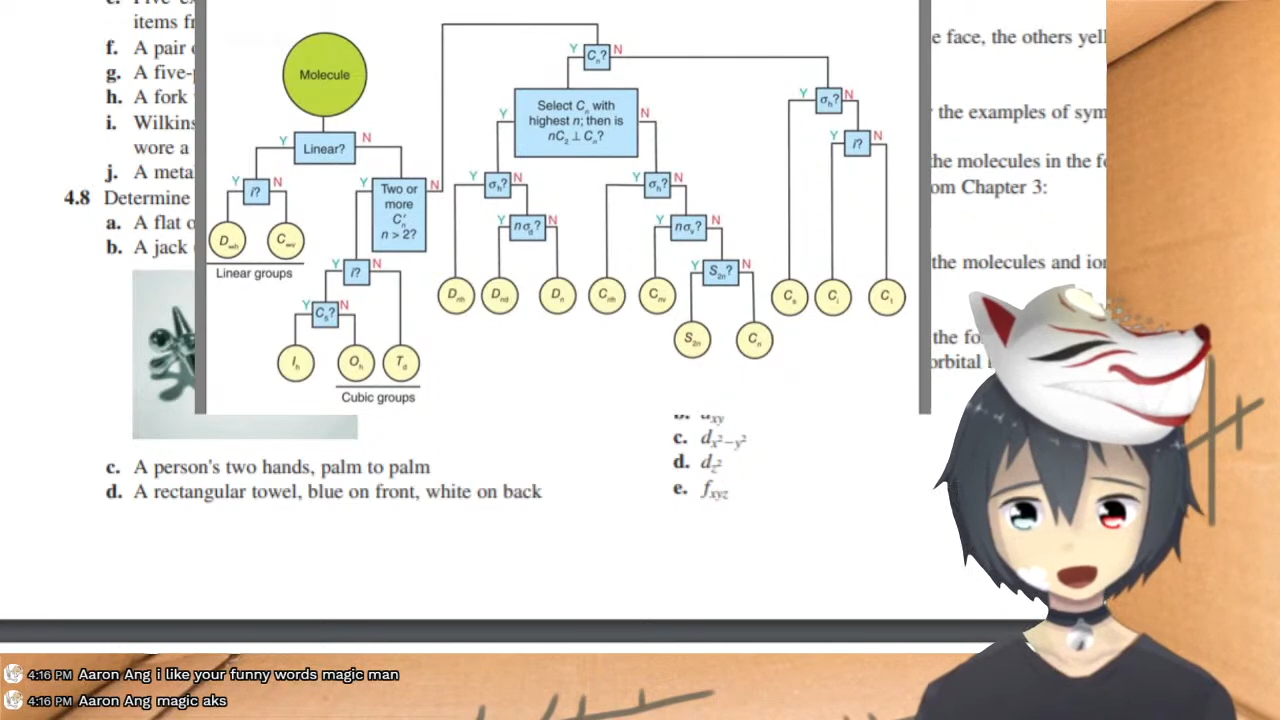 items fr
f. A pair
g. A five-
h. A fork
i. Wilkins
wore a
j. A meta
4.8 Determine
a. A flat o
b. A jack
c. A person's two hands, palm to palm
d. A rectangular towel, blue on front, white on back
Molecule
Linear?
Y N
i?
Y N
D∞h
C∞v
Linear groups
Two or
more
C'n
n > 2?
Y N
i?
Y N
C5?
Y N
Ih
Oh
Td
Cubic groups
Cn?
Y N
Select Cn with
highest n; then is
nC2 ⊥ Cn?
Y N
σh?
Y N
nσd?
Y N
Dnh
Dnd
Dn
σh?
Y N
nσv?
Y N
S2n?
Y N
Cnh
Cnv
S2n
Cn
σh?
Y N
i?
Y N
Cs
Ci
C1
e face, the others yell
the examples of sym
the molecules in the fo
om Chapter 3:
the molecules and ion
the fo
orbital
c. dx²–y²
d. dz²
e. fxyz
4:16 PM Aaron Ang i like your funny words magic man
4:16 PM Aaron Ang magic aks